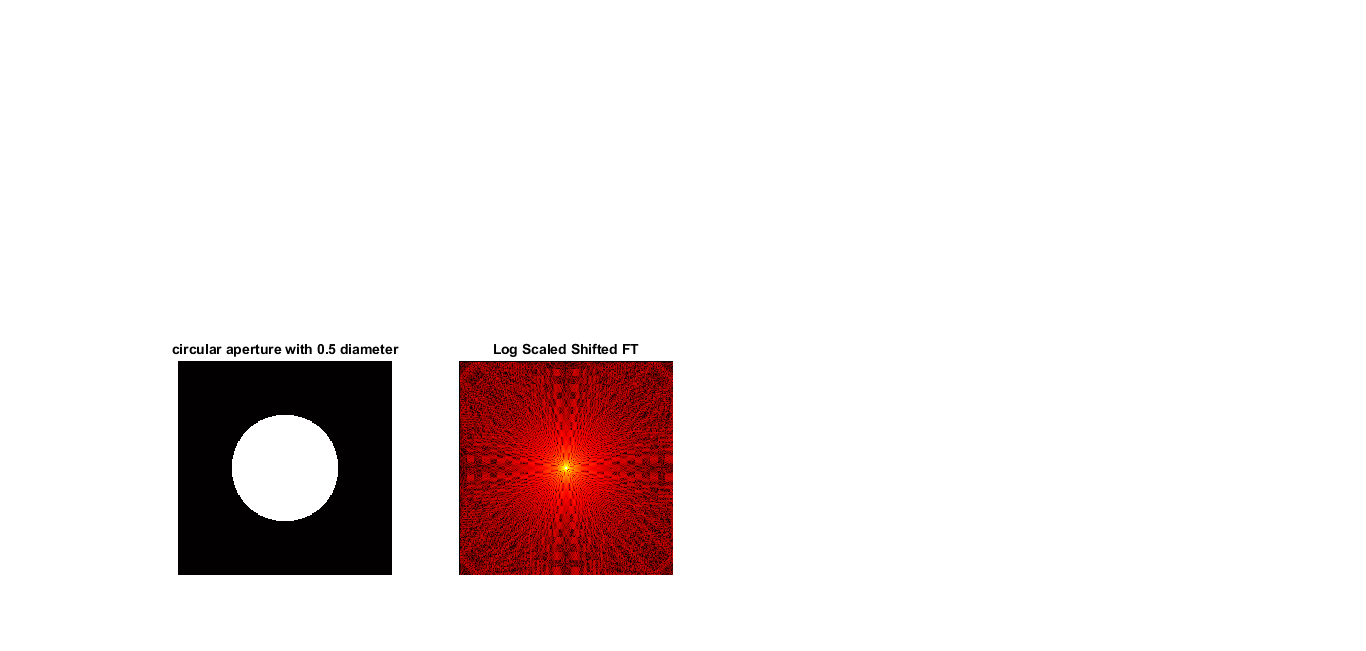 circular aperture with 0.5 diameter
Log Scaled Shifted FT